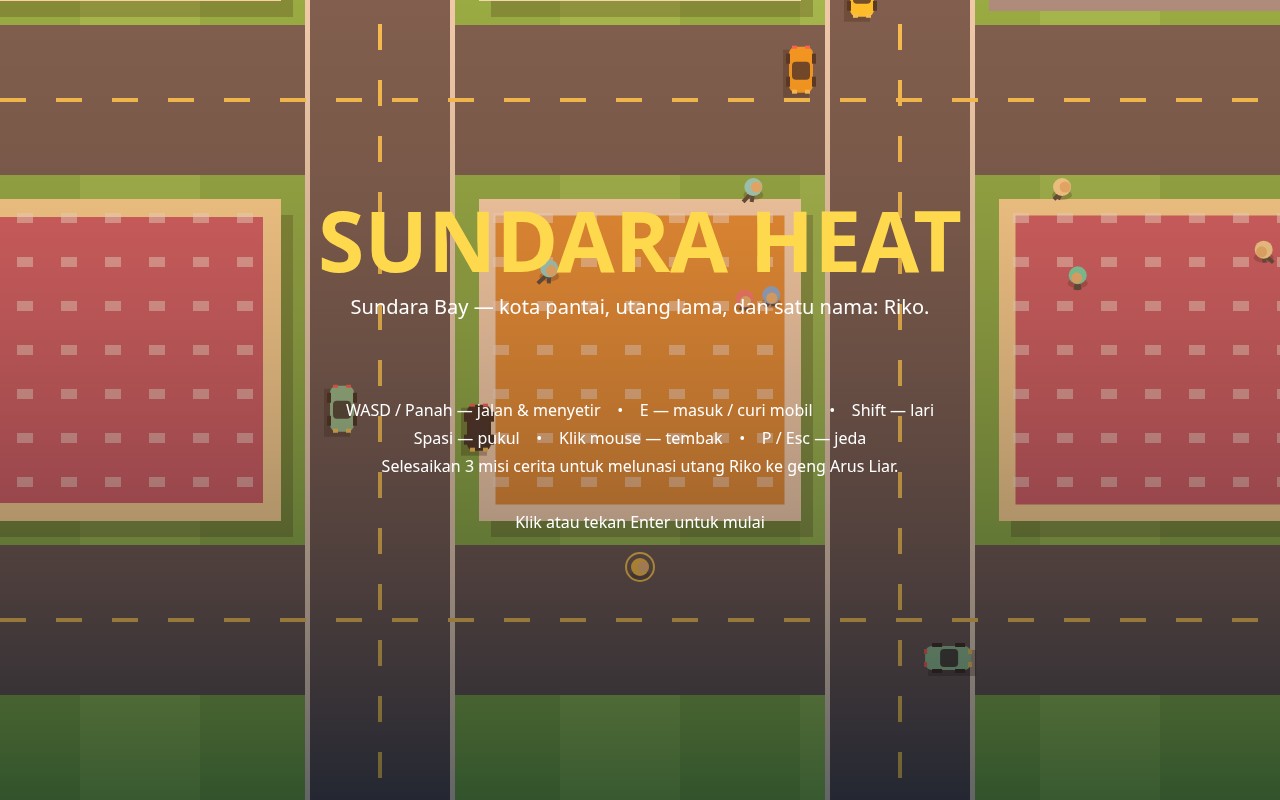 SUNDARA HEAT
Sundara Bay — kota pantai, utang lama, dan satu nama: Riko.
WASD / Panah — jalan & menyetir • E — masuk / curi mobil • Shift — lari
Spasi — pukul • Klik mouse — tembak • P / Esc — jeda
Selesaikan 3 misi cerita untuk melunasi utang Riko ke geng Arus Liar.
Klik atau tekan Enter untuk mulai